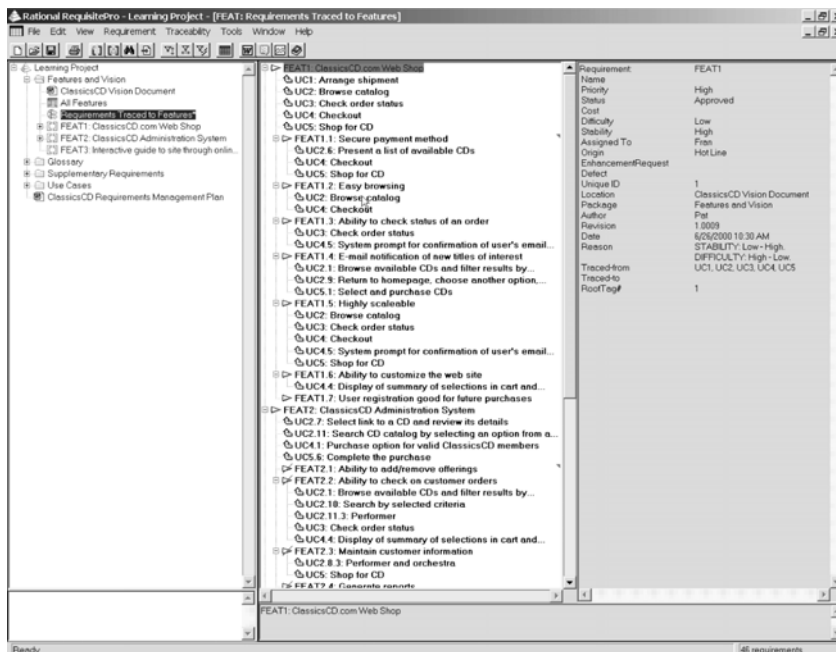 Rational RequisitePro - Learning Project - [FEAT: Requirements Traced to Features]
File Edit View Requirement Traceability Tools Window Help
Learning Project
Features and Vision
ClassicsCD Vision Document
All Features
Requirements Traced to Features*
FEAT1: ClassicsCD.com Web Shop
FEAT2: ClassicsCD Administration System
FEAT3: Interactive guide to site through onlin...
Glossary
Supplementary Requirements
Use Cases
ClassicsCD Requirements Management Plan
FEAT1: ClassicsCD.com Web Shop
UC1: Arrange shipment
UC2: Browse catalog
UC3: Check order status
UC4: Checkout
UC5: Shop for CD
FEAT1.1: Secure payment method
UC2.6: Present a list of available CDs
UC4: Checkout
UC5: Shop for CD
FEAT1.2: Easy browsing
UC2: Browse catalog
UC4: Checkout
FEAT1.3: Ability to check status of an order
UC3: Check order status
UC4.5: System prompt for confirmation of user's email...
FEAT1.4: E-mail notification of new titles of interest
UC2.1: Browse available CDs and filter results by...
UC2.9: Return to homepage, choose another option,...
UC5.1: Select and purchase CDs
FEAT1.5: Highly scaleable
UC2: Browse catalog
UC3: Check order status
UC4: Checkout
UC4.5: System prompt for confirmation of user's email...
UC5: Shop for CD
FEAT1.6: Ability to customize the web site
UC4.4: Display of summary of selections in cart and...
FEAT1.7: User registration good for future purchases
FEAT2: ClassicsCD Administration System
UC2.7: Select link to a CD and review its details
UC2.11: Search CD catalog by selecting an option from a...
UC4.1: Purchase option for valid ClassicsCD members
UC5.6: Complete the purchase
FEAT2.1: Ability to add/remove offerings
FEAT2.2: Ability to check on customer orders
UC2.1: Browse available CDs and filter results by...
UC2.10: Search by selected criteria
UC2.11.3: Performer
UC3: Check order status
UC4.4: Display of summary of selections in cart and...
FEAT2.3: Maintain customer information
UC2.8.3: Performer and orchestra
UC5: Shop for CD
FEAT2.4: Generate reports
Requirement: FEAT1
Name
Priority High
Status Approved
Cost
Difficulty Low
Stability High
Assigned To Fran
Origin Hot Line
EnhancementRequest
Defect
Unique ID 1
Location ClassicsCD Vision Document
Package Features and Vision
Author Pat
Revision 1.0009
Date 6/26/2000 10:30 AM
Reason STABILITY: Low - High.
DIFFICULTY: High - Low.
Traced-from UC1, UC2, UC3, UC4, UC5
Traced-to
RootTag# 1
FEAT1: ClassicsCD.com Web Shop
Ready
46 requirements